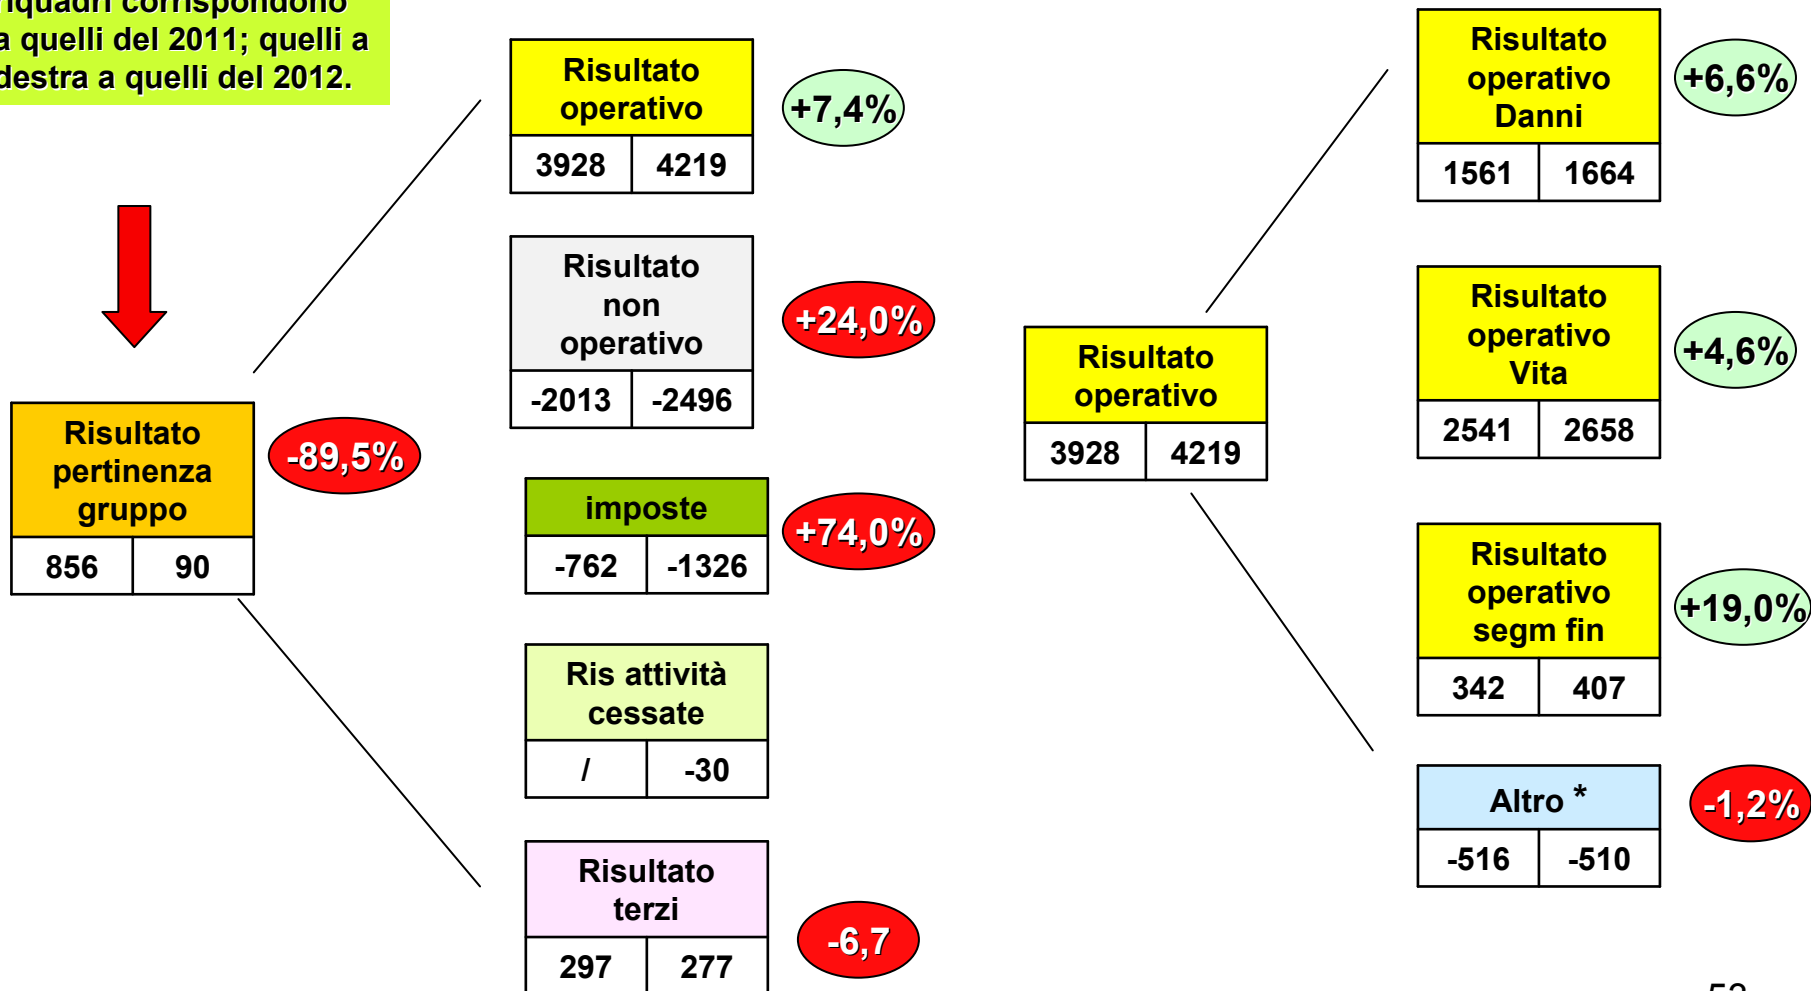 riquadri corrispondono
a quelli del 2011; quelli a
destra a quelli del 2012.
Risultato
pertinenza
gruppo
856 90
-89,5%
Risultato
operativo
3928 4219
+7,4%
Risultato
non
operativo
-2013 -2496
+24,0%
imposte
-762 -1326
+74,0%
Ris attività
cessate
/ -30
Risultato
terzi
297 277
-6,7
Risultato
operativo
3928 4219
Risultato
operativo
Danni
1561 1664
+6,6%
Risultato
operativo
Vita
2541 2658
+4,6%
Risultato
operativo
segm fin
342 407
+19,0%
Altro *
-516 -510
-1,2%